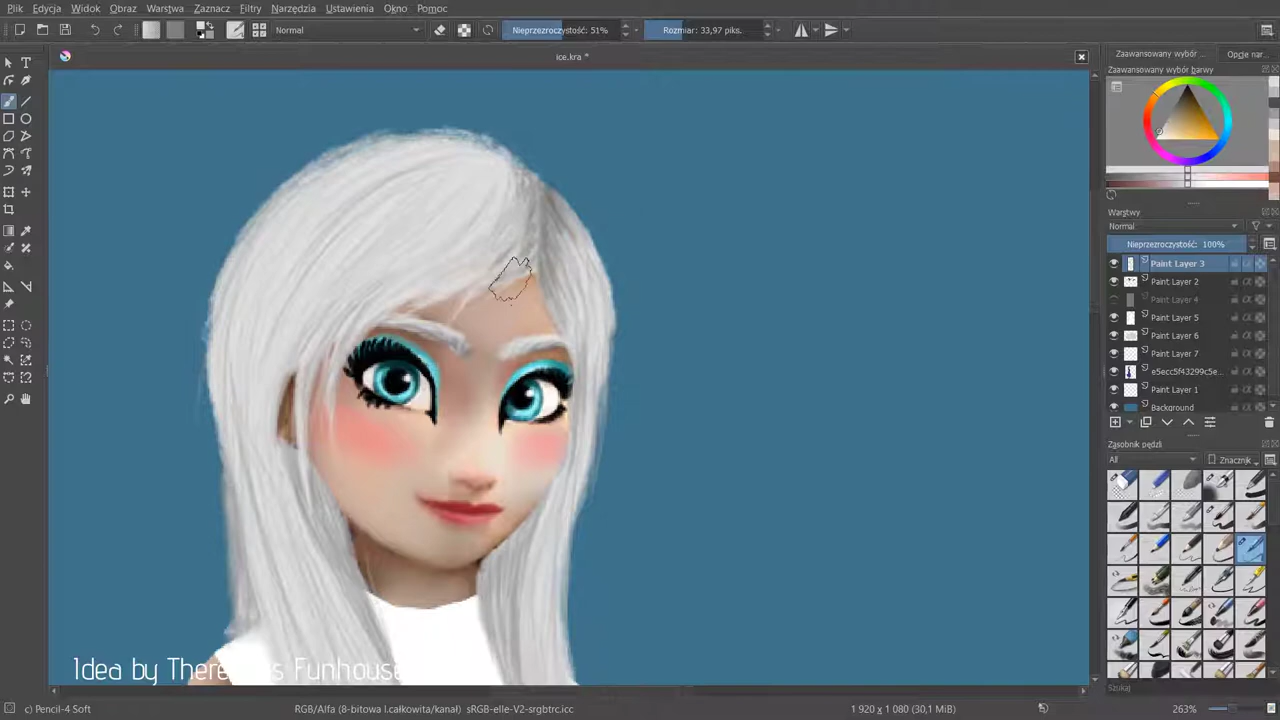 Plik Edycja Widok Obraz Warstwa Zaznacz Filtry Narzędzia Ustawienia Okno Pomoc
Normal Nieprzezroczystość: 51% Rozmiar: 33,97 piks.
ice.kra *
Zaawansowany wybór ... Opcje nar...
Zaawansowany wybór barwy
Warstwy
Normal
Nieprzezroczystość: 100%
Paint Layer 3
Paint Layer 2
Paint Layer 4
Paint Layer 5
Paint Layer 6
Paint Layer 7
e5ecc5f43299c5e...
Paint Layer 1
Background
Zasobnik pędzli
All Znacznik
Szukaj
Idea by Funhouse
c) Pencil-4 Soft RGB/Alfa (8-bitowa l.całkowita/kanał) sRGB-elle-V2-srgbtrc.icc 1 920 x 1 080 (30,1 MiB) 263%